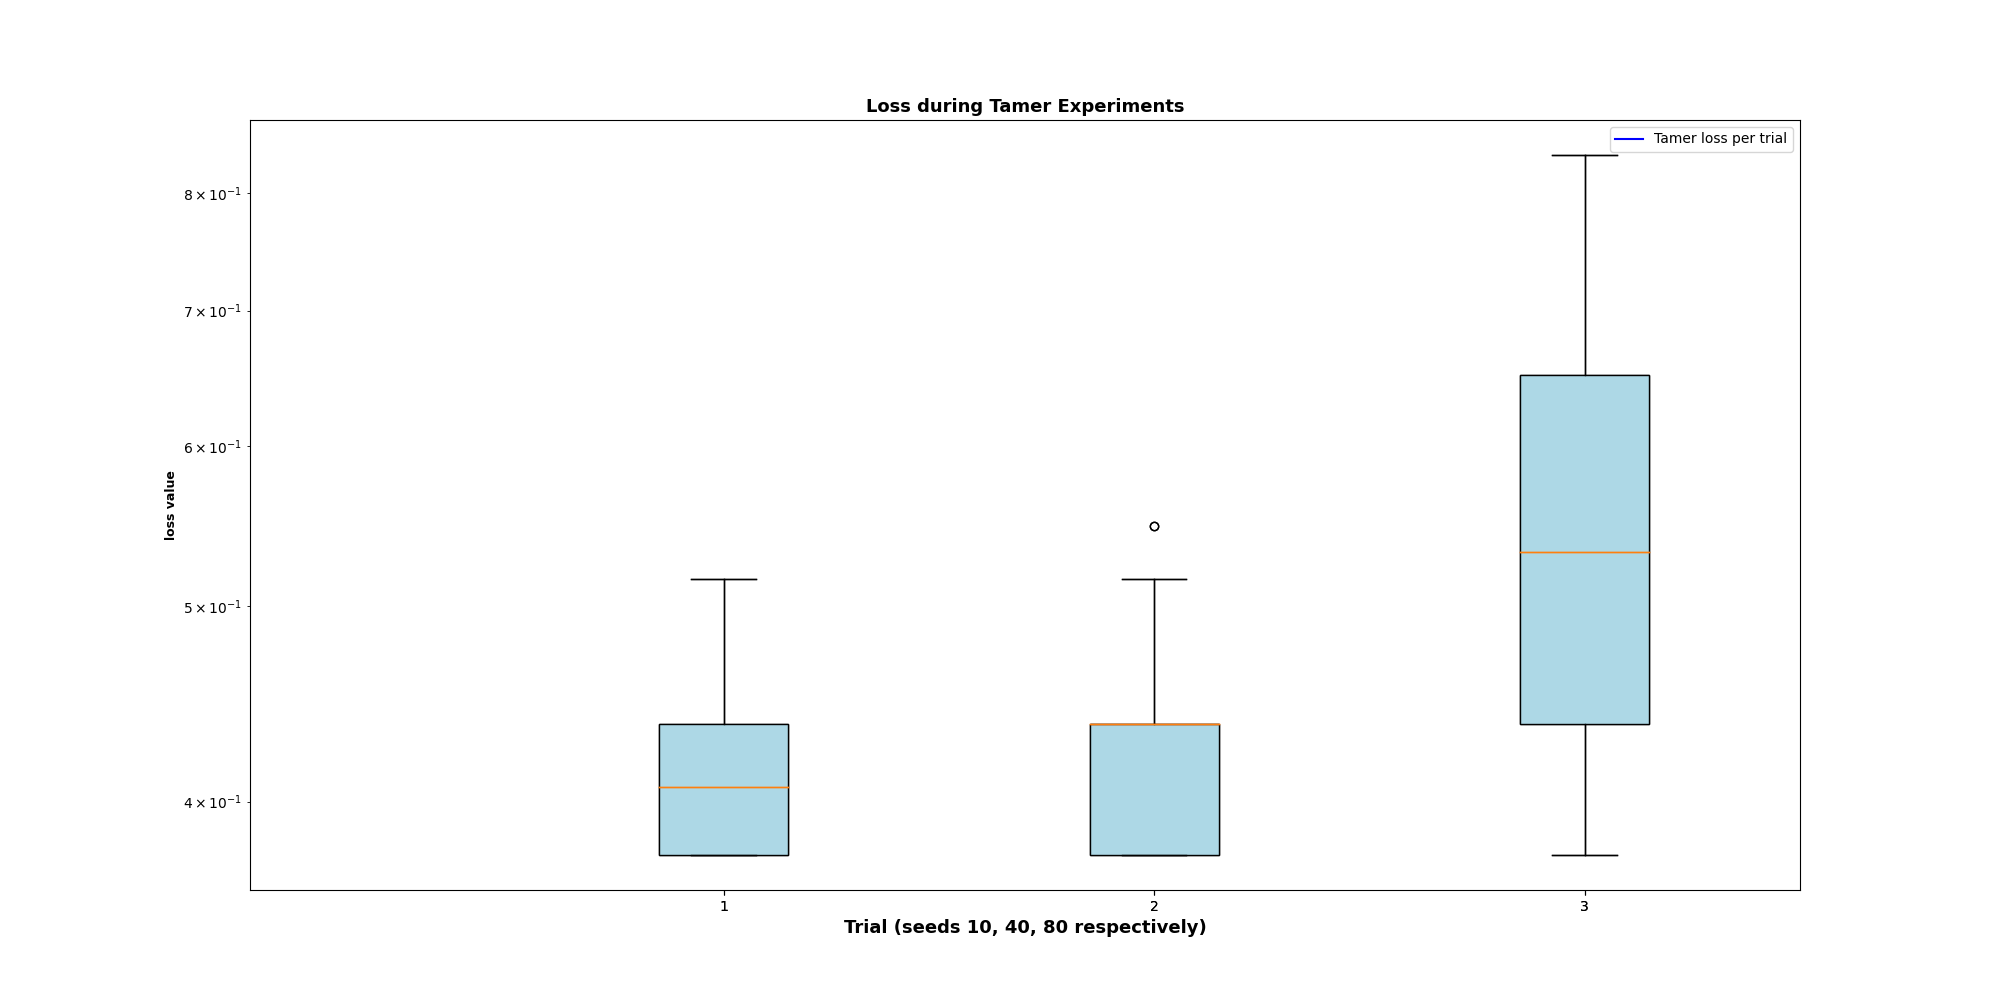 Loss during Tamer Experiments
Tamer loss per trial
8 × 10⁻¹
7 × 10⁻¹
6 × 10⁻¹
5 × 10⁻¹
4 × 10⁻¹
loss value
1 2 3
Trial (seeds 10, 40, 80 respectively)